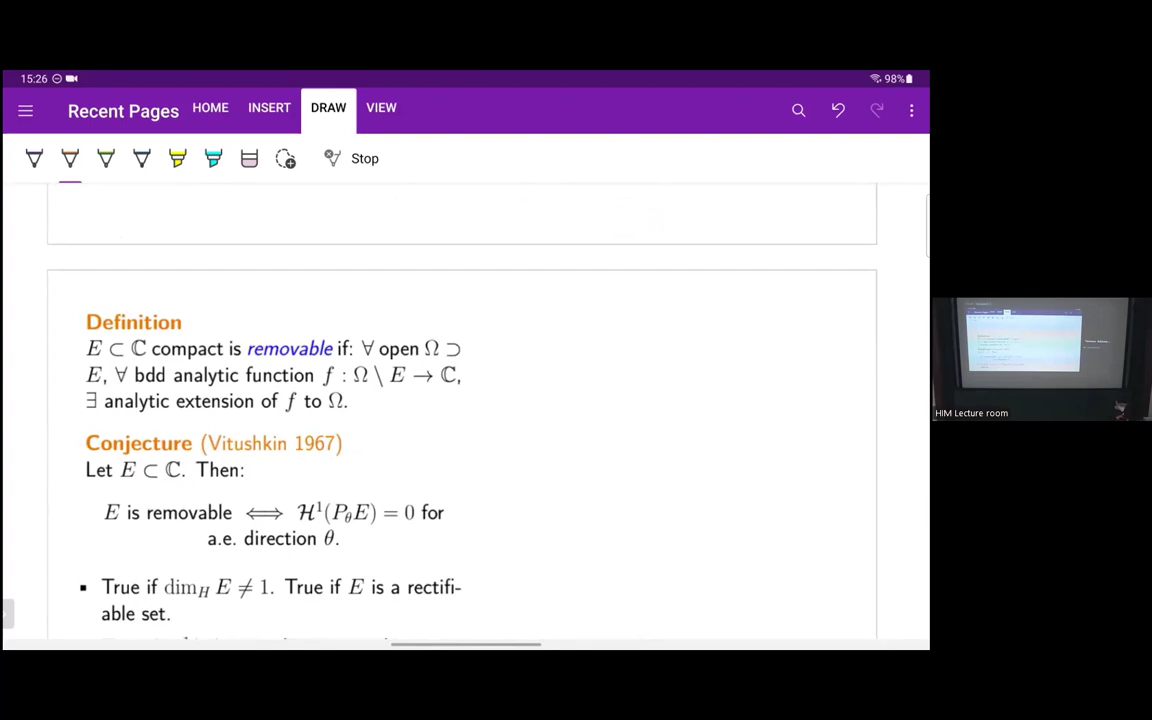 15:26
98%
Recent Pages HOME INSERT DRAW VIEW
Stop
Definition
E ⊂ ℂ compact is removable if: ∀ open Ω ⊃
E, ∀ bdd analytic function f : Ω \ E → ℂ,
∃ analytic extension of f to Ω.
Conjecture (Vitushkin 1967)
Let E ⊂ ℂ. Then:
E is removable ⟺ ℋ¹(P_θE) = 0 for
a.e. direction θ.
▪ True if dim_H E ≠ 1. True if E is a rectifi-
able set.
HIM Lecture room